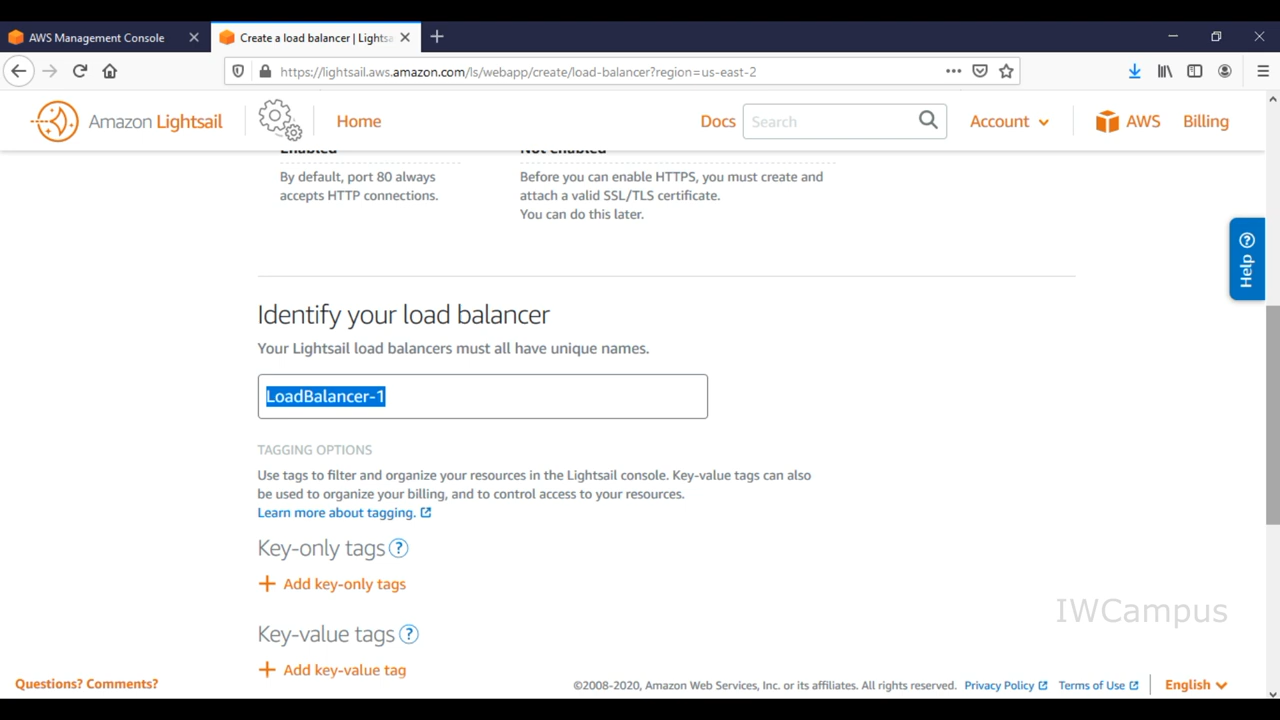 AWS Management Console
Create a load balancer | Lightsa
https://lightsail.aws.amazon.com/ls/webapp/create/load-balancer?region=us-east-2
Amazon Lightsail
Home
Docs
Search
Account
AWS
Billing
Enabled
Not enabled
By default, port 80 always
accepts HTTP connections.
Before you can enable HTTPS, you must create and
attach a valid SSL/TLS certificate.
You can do this later.
Help
Identify your load balancer
Your Lightsail load balancers must all have unique names.
LoadBalancer-1
TAGGING OPTIONS
Use tags to filter and organize your resources in the Lightsail console. Key-value tags can also
be used to organize your billing, and to control access to your resources.
Learn more about tagging.
Key-only tags
+ Add key-only tags
IWCampus
Key-value tags
+ Add key-value tag
Questions? Comments?
©2008-2020, Amazon Web Services, Inc. or its affiliates. All rights reserved.
Privacy Policy
Terms of Use
English